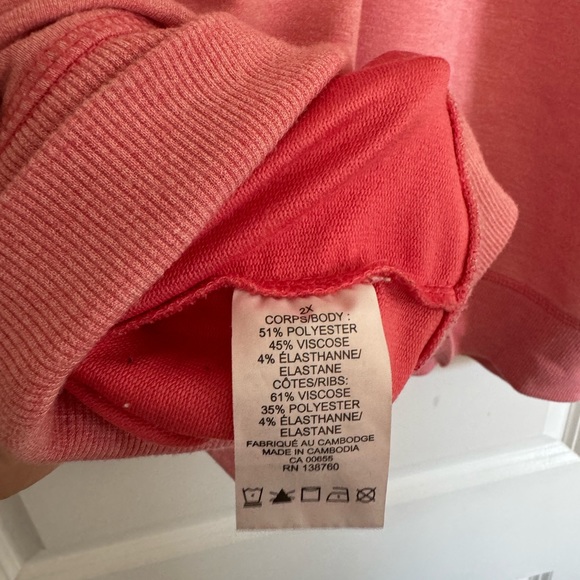 2X
CORPS/BODY :
51% POLYESTER
45% VISCOSE
4% ÉLASTHANNE/
ELASTANE
CÔTES/RIBS:
61% VISCOSE
35% POLYESTER
4% ÉLASTHANNE/
ELASTANE
FABRIQUÉ AU CAMBODGE
MADE IN CAMBODIA
CA 00655
RN 138760